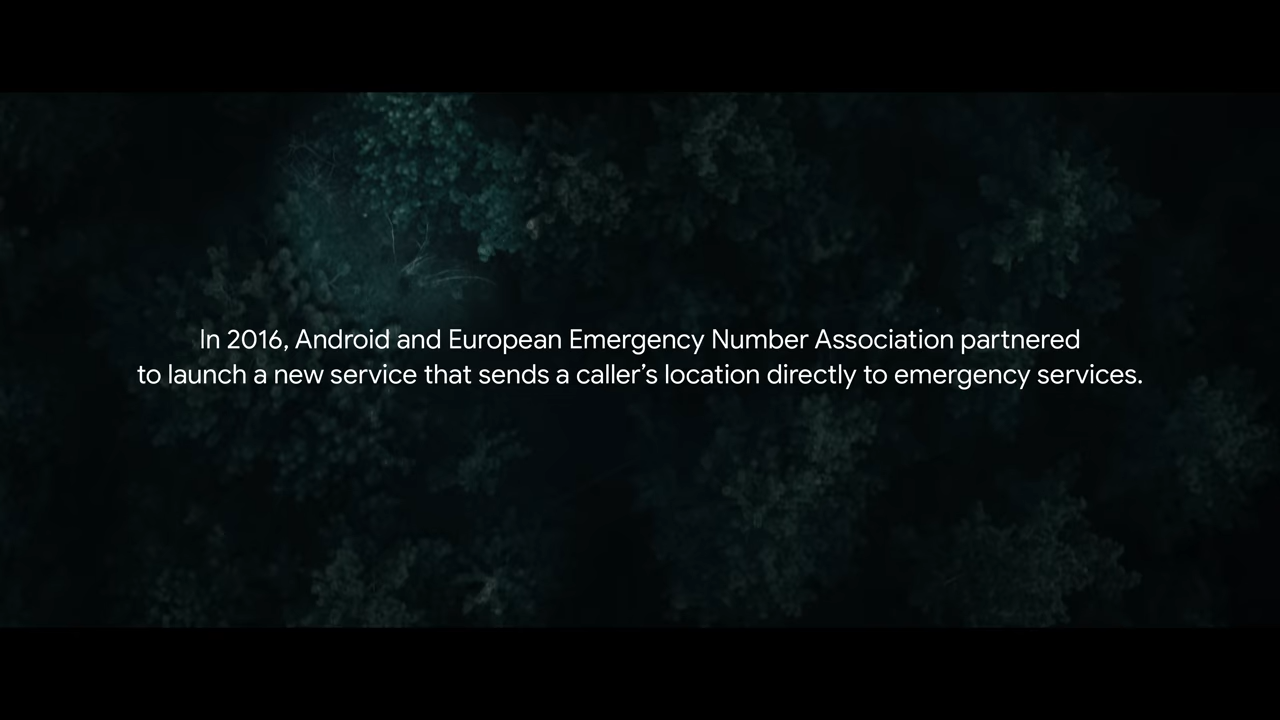 In 2016, Android and European Emergency Number Association partnered
to launch a new service that sends a caller’s location directly to emergency services.